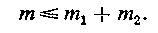 m ⩽ m₁ + m₂.